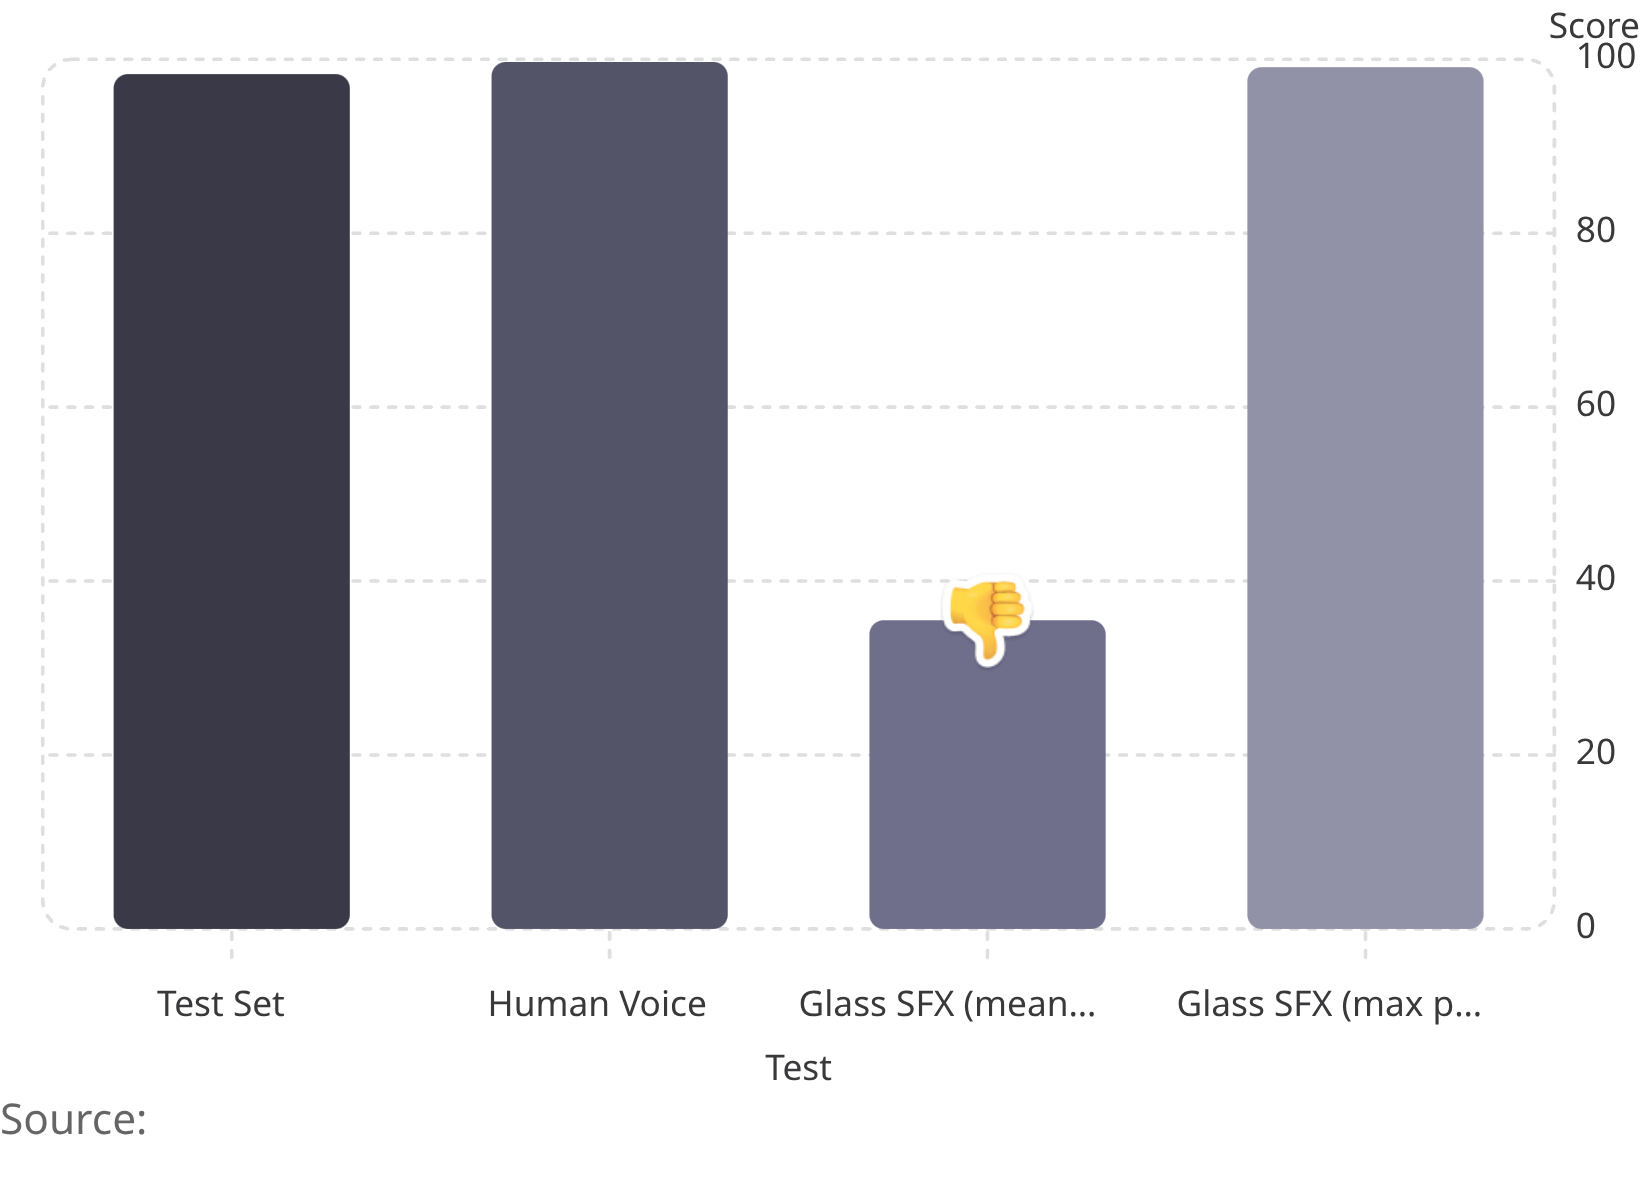 Score
100
80
60
40
20
0
Test Set
Human Voice
Glass SFX (mean...
Glass SFX (max p...
Test
Source: